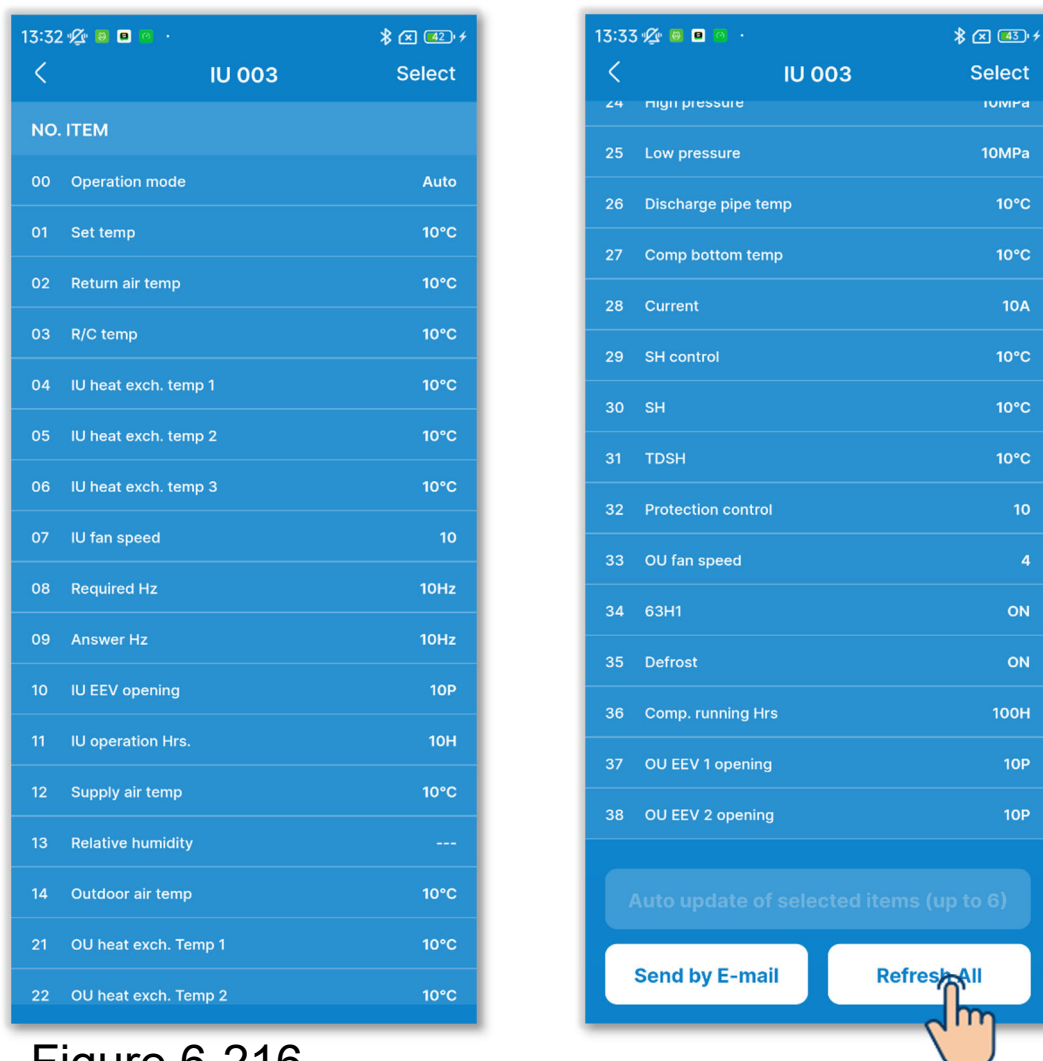 13:32
42
IU 003 Select
NO. ITEM
00 Operation mode Auto
01 Set temp 10°C
02 Return air temp 10°C
03 R/C temp 10°C
04 IU heat exch. temp 1 10°C
05 IU heat exch. temp 2 10°C
06 IU heat exch. temp 3 10°C
07 IU fan speed 10
08 Required Hz 10Hz
09 Answer Hz 10Hz
10 IU EEV opening 10P
11 IU operation Hrs. 10H
12 Supply air temp 10°C
13 Relative humidity ---
14 Outdoor air temp 10°C
21 OU heat exch. Temp 1 10°C
22 OU heat exch. Temp 2 10°C
13:33
43
IU 003 Select
24 High pressure 10MPa
25 Low pressure 10MPa
26 Discharge pipe temp 10°C
27 Comp bottom temp 10°C
28 Current 10A
29 SH control 10°C
30 SH 10°C
31 TDSH 10°C
32 Protection control 10
33 OU fan speed 4
34 63H1 ON
35 Defrost ON
36 Comp. running Hrs 100H
37 OU EEV 1 opening 10P
38 OU EEV 2 opening 10P
Auto update of selected items (up to 6)
Send by E-mail Refresh All
Figure 6-216